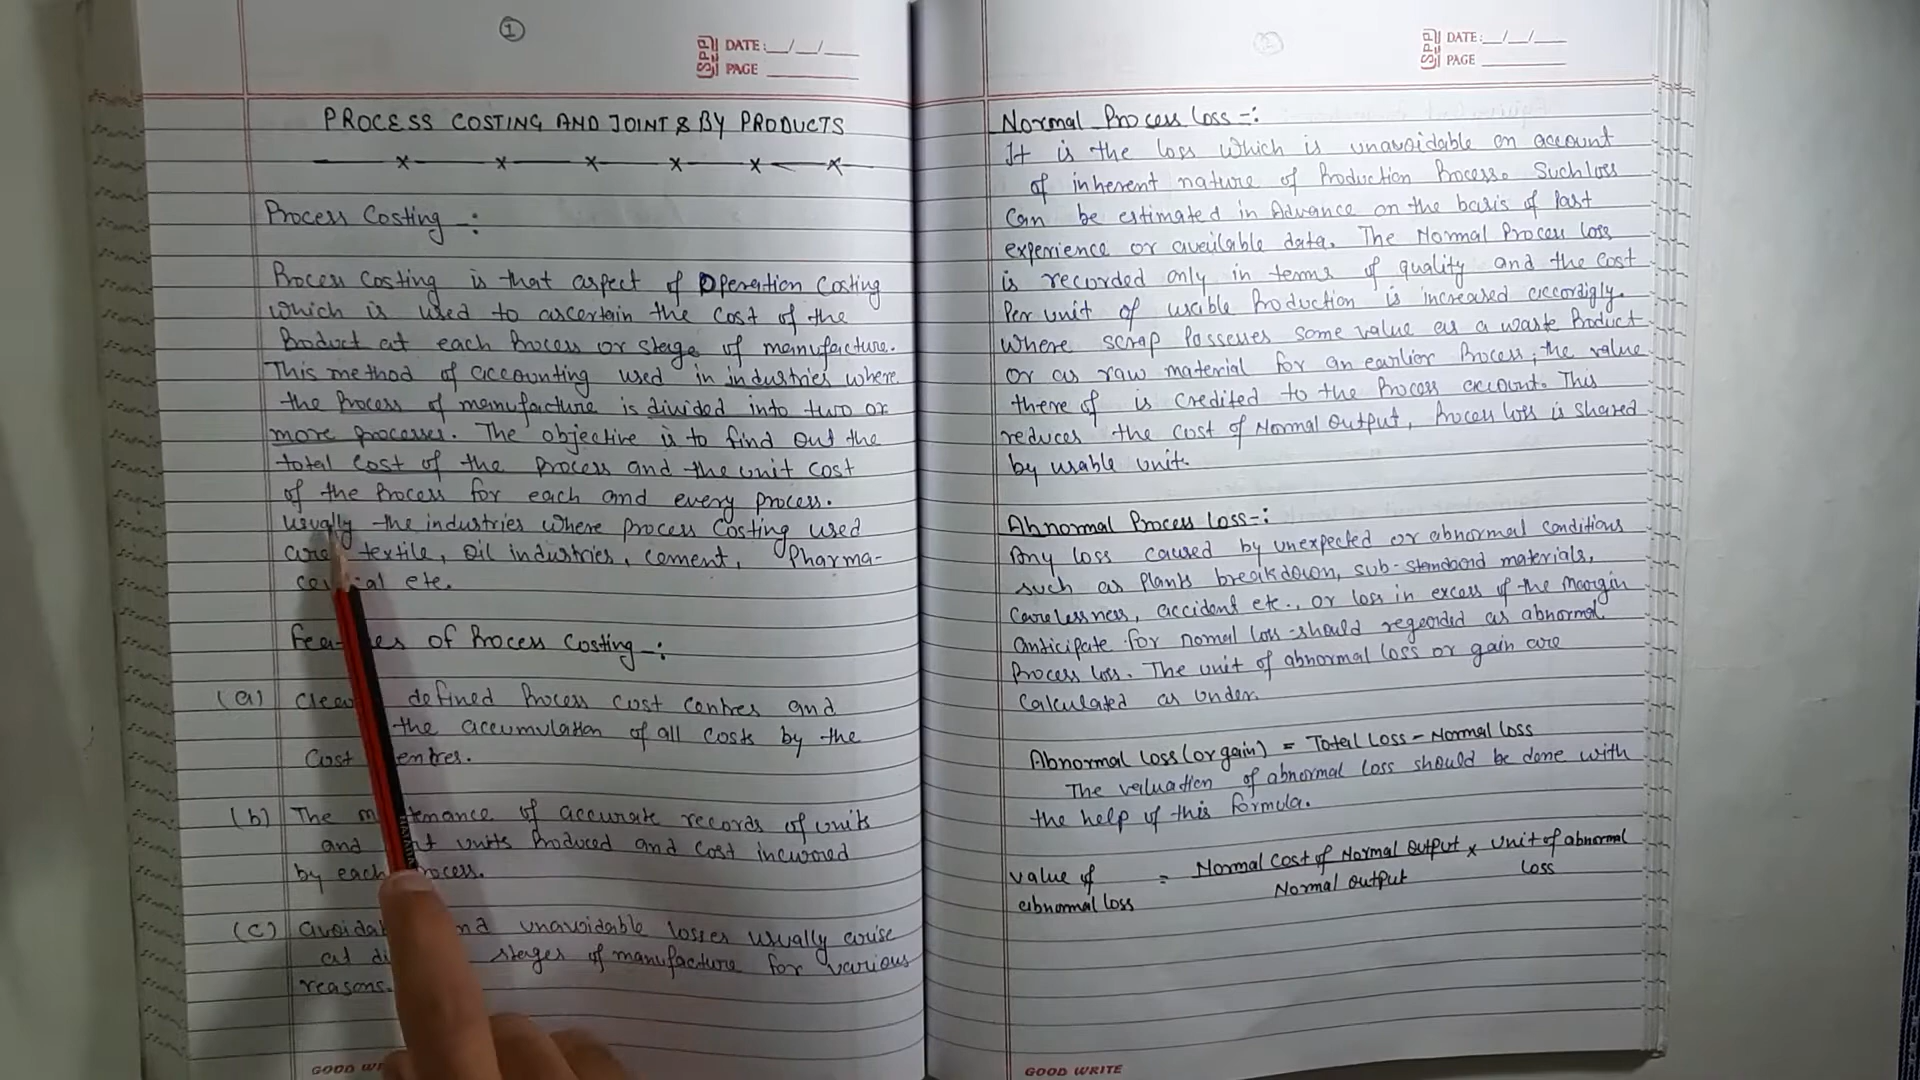 1
SPP DATE:__/__/____
PAGE
PROCESS COSTING AND JOINT & BY PRODUCTS
Process Costing -:
Process Costing is that aspect of Operation Costing
which is used to ascertain the cost of the
Product at each Process or stage of manufacture.
This method of accounting used in industries where
the Process of manufacture is divided into two or
more processes. The objective is to find out the
total cost of the process and the unit cost
of the Process for each and every process.
Usually the industries where process Costing used
are textile, Oil industries, cement, Pharma-
cal etc.
of Process Costing -:
(a) defined Process cost centres and
the accumulation of all costs by the
Cost
(b) The of accurate records of units
and units Produced and cost incurred
by each
(c) unavoidable losses usually arise
at stages of manufacture for various
reasons.
2
SPP DATE:__/__/____
PAGE
Normal Process Loss -:
It is the loss which is unavoidable on account
of inherent nature of Production Process. Such loss
Can be estimated in Advance on the basis of Past
experience or available data. The Normal Process loss
is recorded only in terms of quality and the cost
Per unit of usible Production is increased accordigly.
Where scrap Possesses some value as a waste Product
or as raw material for an earlier Process, the value
there of is credited to the Process account. This
reduces the cost of Normal Output, Process loss is shared
by usable unit.
Abnormal Process Loss-:
Any loss caused by unexpected or abnormal conditions
such as Plants breakdown, sub-standard materials,
Carelessness, accident etc., or loss in excess of the margin
anticipate for nomal loss should regarded as abnormal
Process loss. The unit of abnormal loss or gain are
Calculated as under.
Abnormal loss (or gain) = Total Loss - Normal loss
The valuation of abnormal loss should be done with
the help of this formula.
value of abnormal loss = Normal Cost of Normal Output / Normal Output × Unit of abnormal loss
GOOD
GOOD WRITE